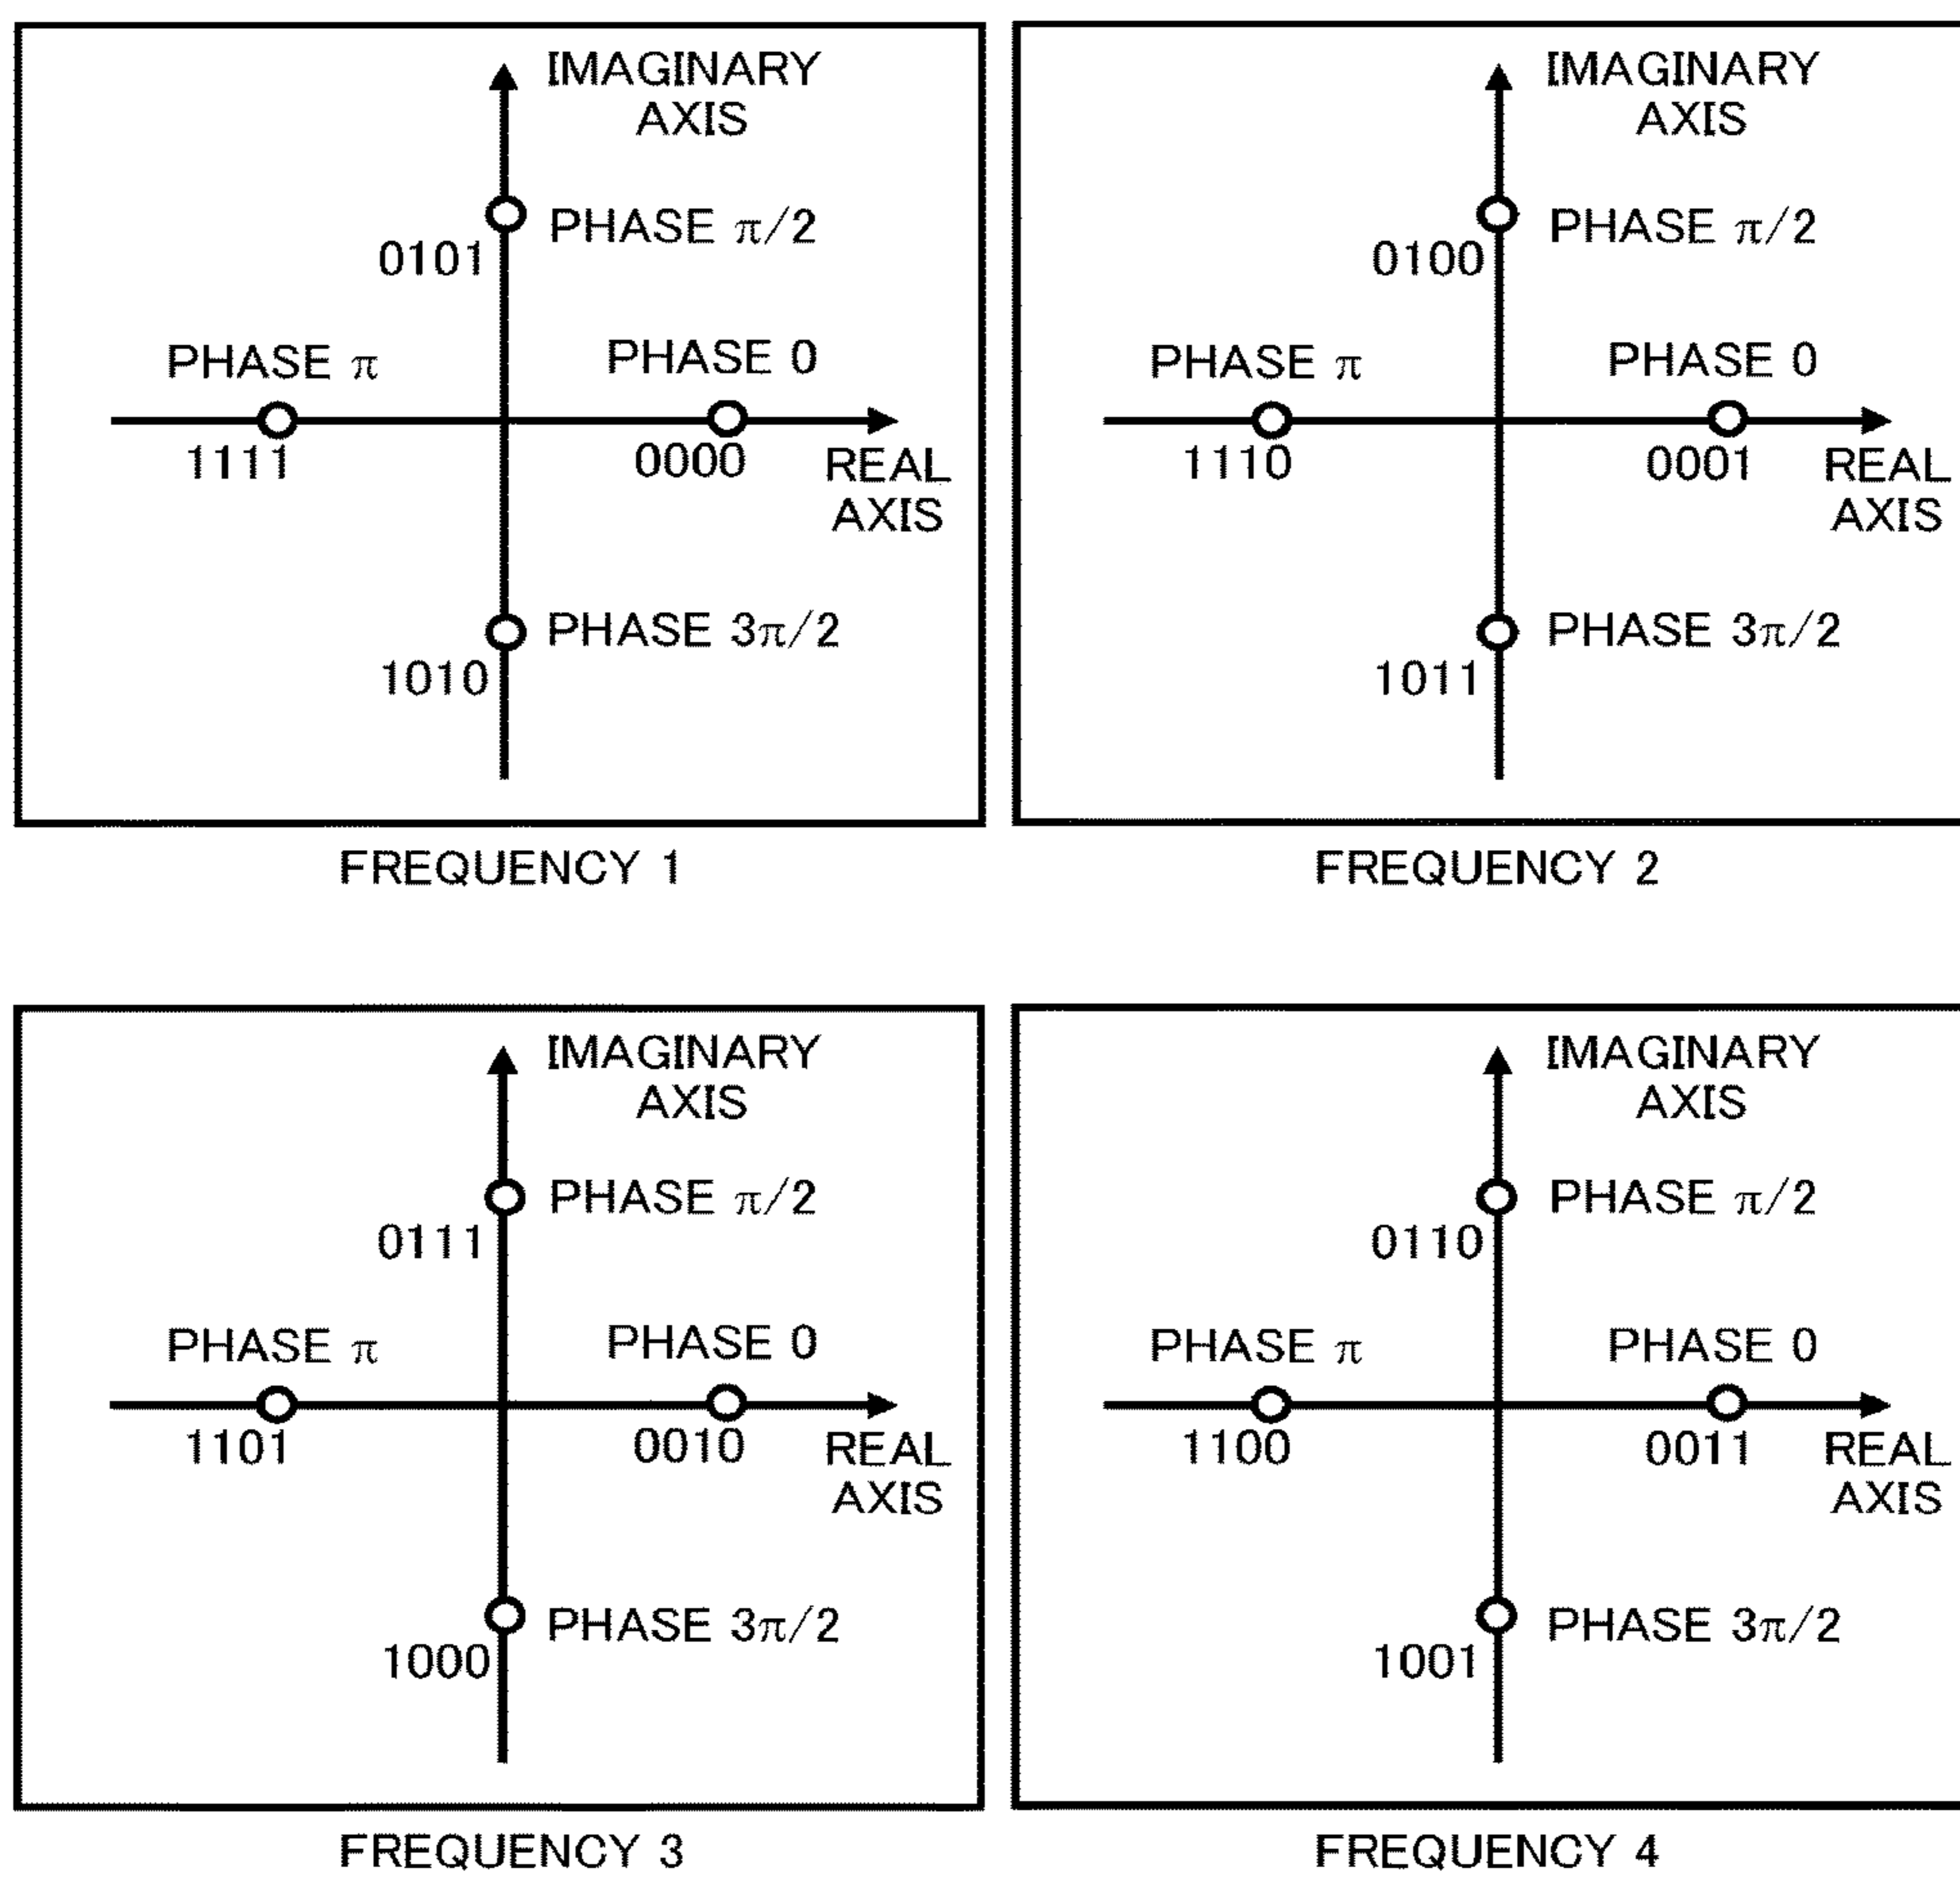 IMAGINARY
AXIS
PHASE π/2
0101
PHASE π
PHASE 0
1111
0000
REAL
AXIS
PHASE 3π/2
1010
FREQUENCY 1
IMAGINARY
AXIS
PHASE π/2
0100
PHASE π
PHASE 0
1110
0001
REAL
AXIS
PHASE 3π/2
1011
FREQUENCY 2
IMAGINARY
AXIS
PHASE π/2
0111
PHASE π
PHASE 0
1101
0010
REAL
AXIS
PHASE 3π/2
1000
FREQUENCY 3
IMAGINARY
AXIS
PHASE π/2
0110
PHASE π
PHASE 0
1100
0011
REAL
AXIS
PHASE 3π/2
1001
FREQUENCY 4